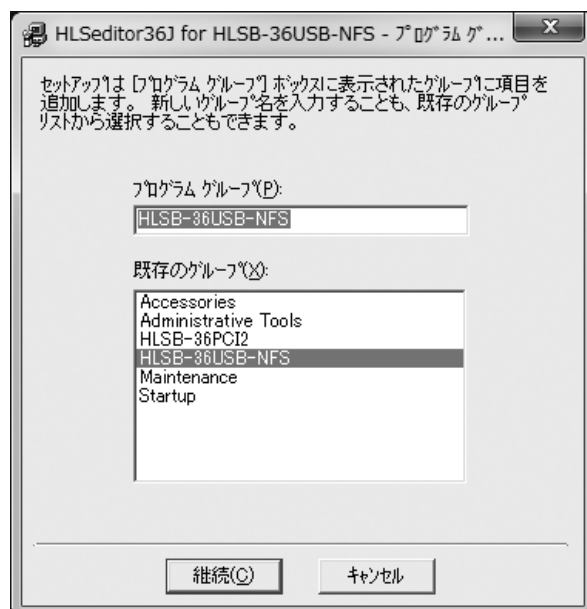 HLSeditor36J for HLSB-36USB-NFS - ﾌﾟﾛｸﾞﾗﾑ ｸﾞ...
ｾｯﾄｱｯﾌﾟは [ﾌﾟﾛｸﾞﾗﾑ ｸﾞﾙｰﾌﾟ] ﾎﾞｯｸｽに表示されたｸﾞﾙｰﾌﾟに項目を
追加します。 新しいｸﾞﾙｰﾌﾟ名を入力することも、既存のｸﾞﾙｰﾌﾟ
ﾘｽﾄから選択することもできます。
ﾌﾟﾛｸﾞﾗﾑ ｸﾞﾙｰﾌﾟ(P):
HLSB-36USB-NFS
既存のｸﾞﾙｰﾌﾟ(X):
Accessories
Administrative Tools
HLSB-36PCI2
HLSB-36USB-NFS
Maintenance
Startup
継続(C)
ｷｬﾝｾﾙ